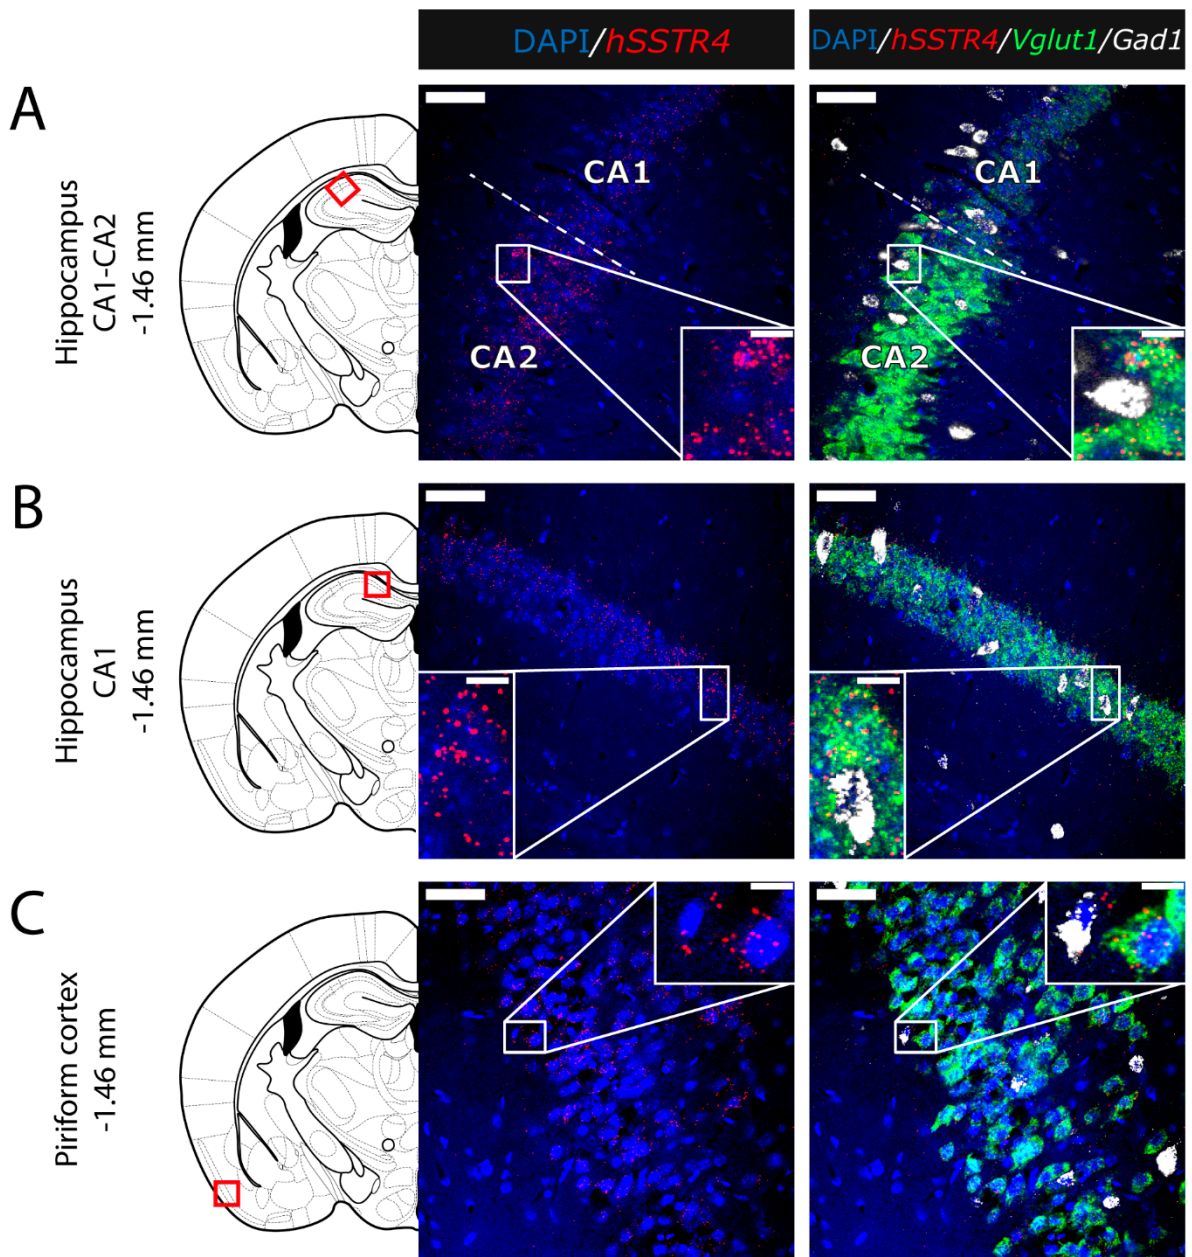 DAPI/hSSTR4
DAPI/hSSTR4/Vglut1/Gad1
A
Hippocampus
CA1-CA2
-1.46 mm
CA1
CA2
CA1
CA2
B
Hippocampus
CA1
-1.46 mm
C
Piriform cortex
-1.46 mm